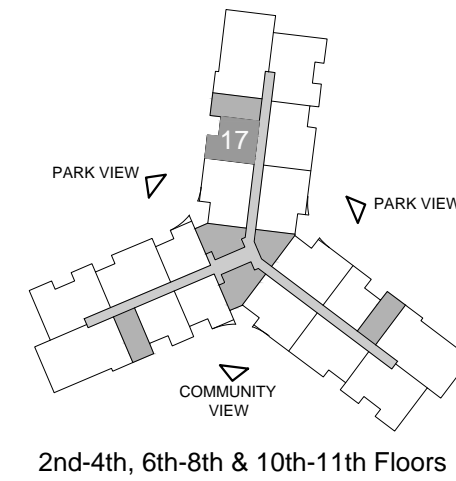 17
PARK VIEW
PARK VIEW
COMMUNITY
VIEW
2nd-4th, 6th-8th & 10th-11th Floors